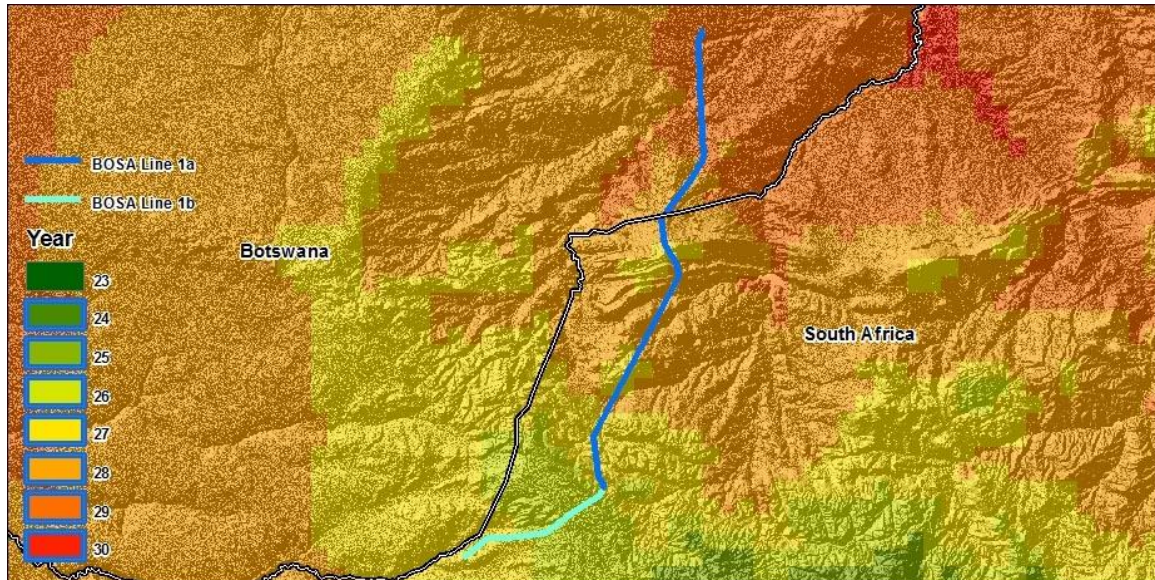 BOSA Line 1a
BOSA Line 1b
Year
23
24
25
26
27
28
29
30
Botswana
South Africa